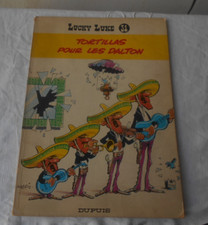 LUCKY LUKE
TORTILLAS
POUR LES DALTON
DUPUIS